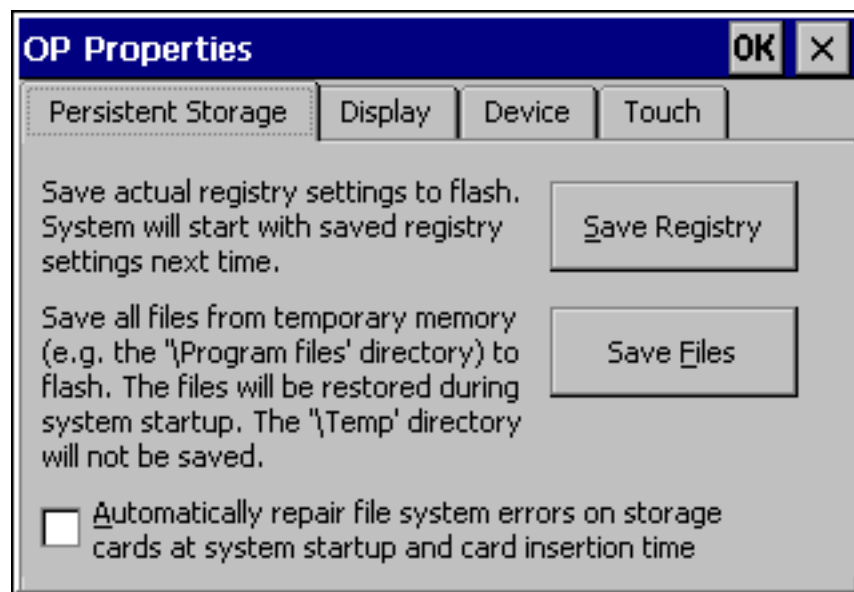 OP Properties
OK
×
Persistent Storage
Display
Device
Touch
Save actual registry settings to flash.
System will start with saved registry
settings next time.
Save Registry
Save all files from temporary memory
(e.g. the "\Program files' directory) to
flash. The files will be restored during
system startup. The "\Temp' directory
will not be saved.
Save Files
Automatically repair file system errors on storage
cards at system startup and card insertion time